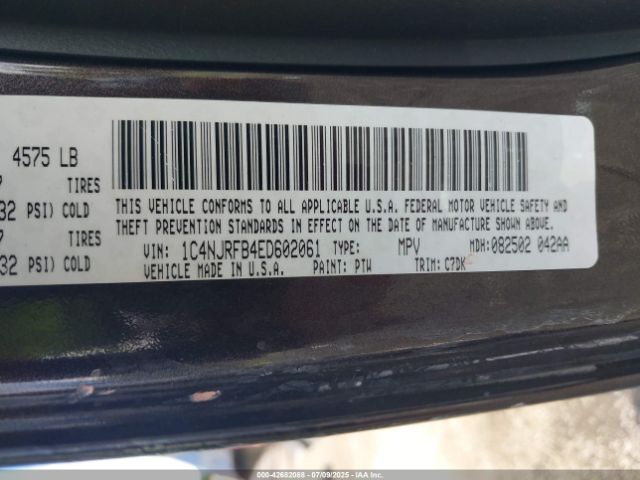 4575 LB
TIRES
32 PSI) COLD
TIRES
32 PSI) COLD
THIS VEHICLE CONFORMS TO ALL APPLICABLE U.S.A. FEDERAL MOTOR VEHICLE SAFETY AND
THEFT PREVENTION STANDARDS IN EFFECT ON THE DATE OF MANUFACTURE SHOWN ABOVE.
VIN: 1C4NJRFB4ED602061 TYPE: MPV MDH: 082502 042AA
VEHICLE MADE IN U.S.A. PAINT: PTW TRIM: C7DK
000-42682088 - 07/09/2025 - IAA Inc.